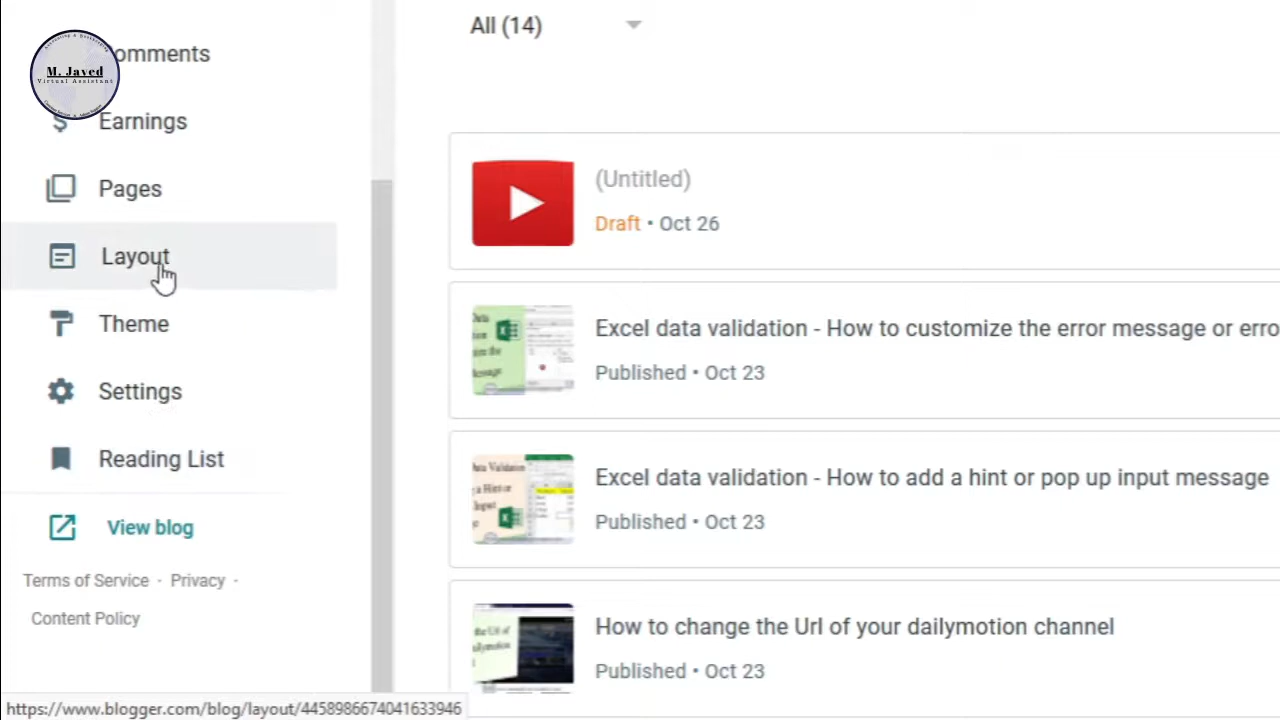 All (14)
omments
M. Javed
Virtual Assistant
Earnings
Pages
Layout
Theme
Settings
Reading List
View blog
Terms of Service · Privacy ·
Content Policy
(Untitled)
Draft • Oct 26
Excel data validation - How to customize the error message or erro
Published • Oct 23
Excel data validation - How to add a hint or pop up input message
Published • Oct 23
How to change the Url of your dailymotion channel
Published • Oct 23
https://www.blogger.com/blog/layout/4458986674041633946